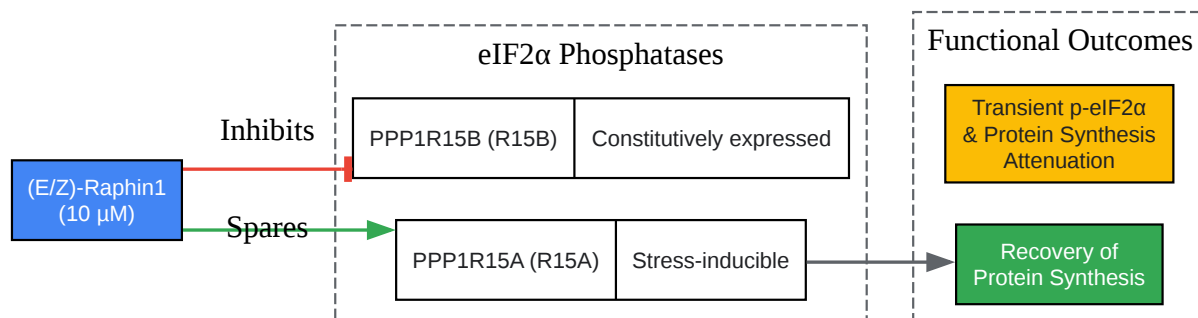 eIF2α Phosphatases
Functional Outcomes
Inhibits
PPP1R15B (R15B)
Constitutively expressed
Transient p-eIF2α
& Protein Synthesis
Attenuation
(E/Z)-Raphin1
(10 µM)
Spares
PPP1R15A (R15A)
Stress-inducible
Recovery of
Protein Synthesis